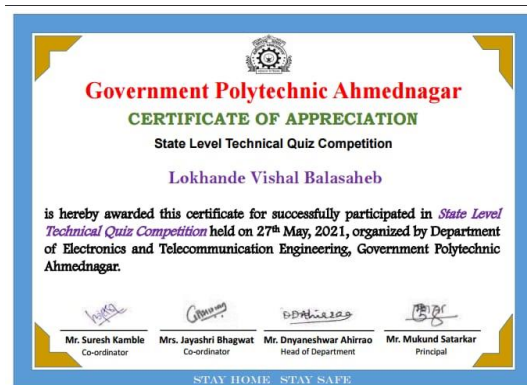 Government Polytechnic Ahmednagar
CERTIFICATE OF APPRECIATION
State Level Technical Quiz Competition
Lokhande Vishal Balasaheb
is hereby awarded this certificate for successfully participated in State Level
Technical Quiz Competition held on 27th May, 2021, organized by Department
of Electronics and Telecommunication Engineering, Government Polytechnic
Ahmednagar.
DDAhirrao
Mr. Suresh Kamble Mrs. Jayashri Bhagwat Mr. Dnyaneshwar Ahirrao Mr. Mukund Satarkar
Co-ordinator Co-ordinator Head of Department Principal
STAY HOME STAY SAFE